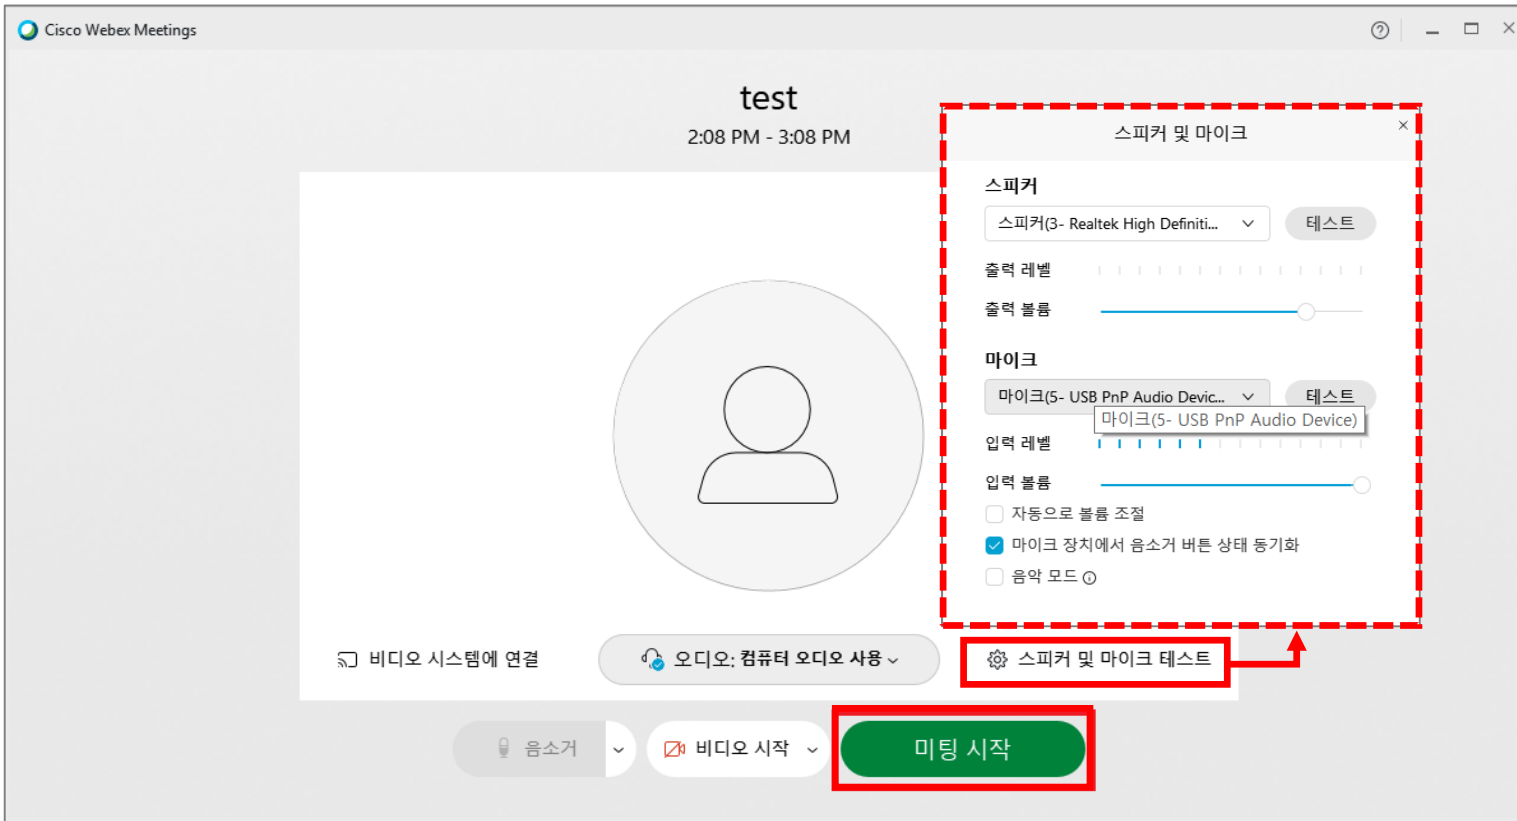 Cisco Webex Meetings
test
2:08 PM - 3:08 PM
스피커 및 마이크
스피커
스피커(3- Realtek High Definiti...
테스트
출력 레벨
출력 볼륨
마이크
마이크(5- USB PnP Audio Devic...
테스트
마이크(5- USB PnP Audio Device)
입력 레벨
입력 볼륨
자동으로 볼륨 조절
마이크 장치에서 음소거 버튼 상태 동기화
음악 모드
비디오 시스템에 연결
오디오: 컴퓨터 오디오 사용
스피커 및 마이크 테스트
음소거
비디오 시작
미팅 시작